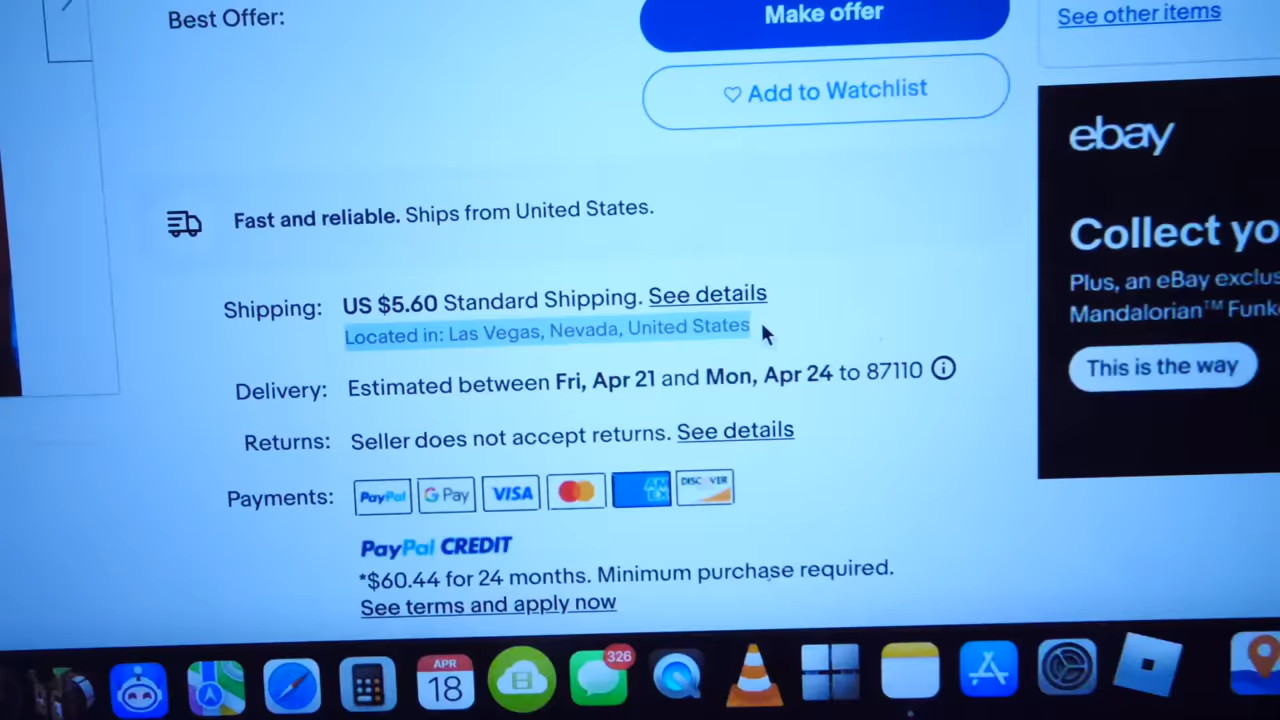 Best Offer:
Make offer
See other items
Add to Watchlist
ebay
Fast and reliable. Ships from United States.
Collect yo
Plus, an eBay exclus
Mandalorian™ Funk
This is the way
Shipping: US $5.60 Standard Shipping. See details
Located in: Las Vegas, Nevada, United States
Delivery: Estimated between Fri, Apr 21 and Mon, Apr 24 to 87110
Returns: Seller does not accept returns. See details
Payments: PayPal G Pay VISA AM EX DISCOVER
PayPal CREDIT
*$60.44 for 24 months. Minimum purchase required.
See terms and apply now
APR
18
326